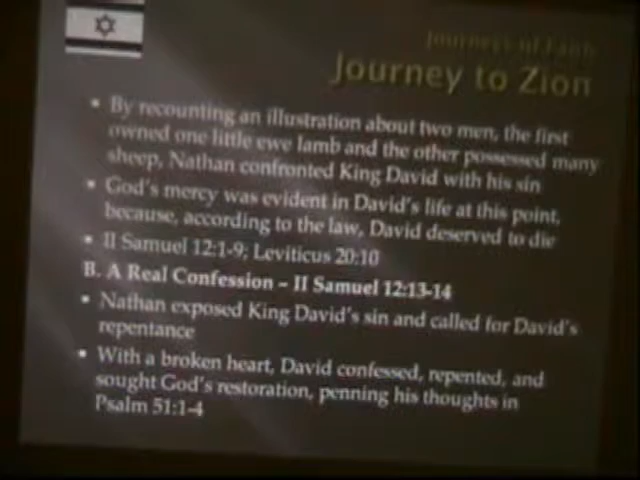 Journeys of Faith
Journey to Zion
• By recounting an illustration about two men, the first
owned one little ewe lamb and the other possessed many
sheep, Nathan confronted King David with his sin
• God's mercy was evident in David's life at this point,
because, according to the law, David deserved to die
• II Samuel 12:1-9; Leviticus 20:10
B. A Real Confession – II Samuel 12:13-14
• Nathan exposed King David's sin and called for David's
repentance
• With a broken heart, David confessed, repented, and
sought God's restoration, penning his thoughts in
Psalm 51:1-4